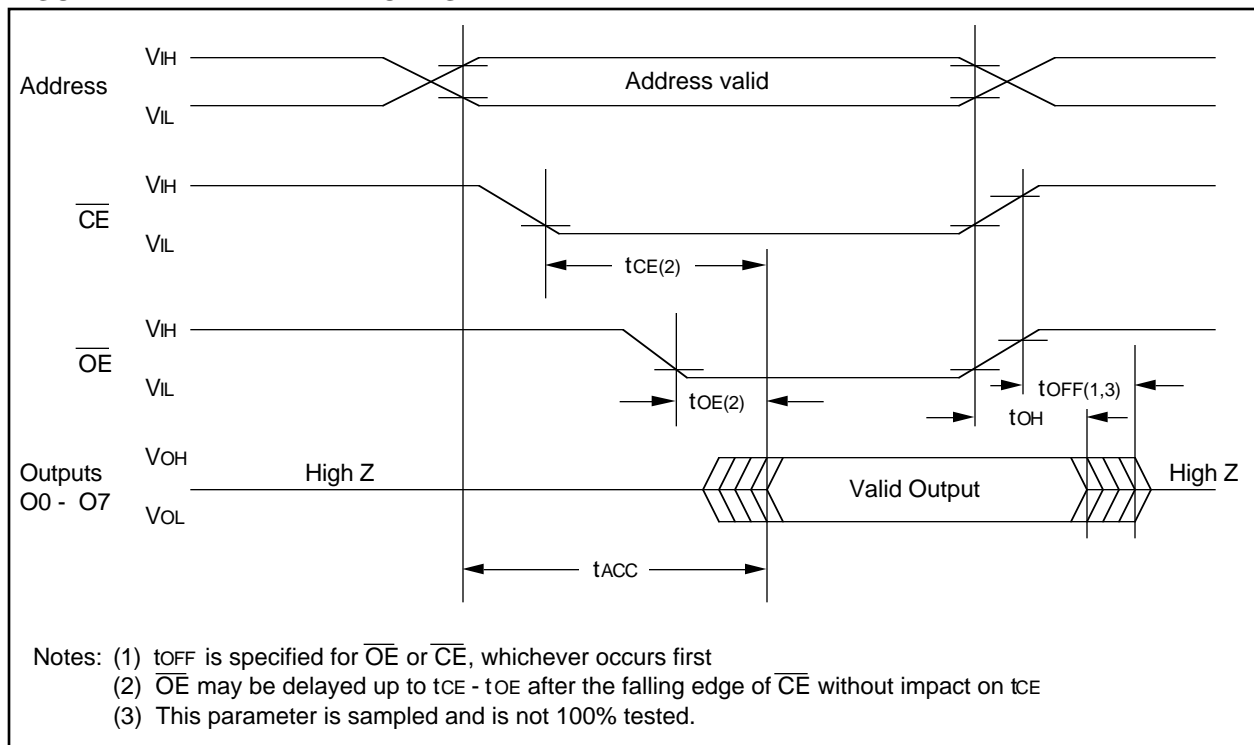 VIH
Address
Address valid
VIL
VIH
CE
VIL
tCE(2)
VIH
OE
VIL
tOFF(1,3)
tOE(2)
tOH
VOH
Outputs
O0 - O7
High Z
Valid Output
High Z
VOL
tACC
Notes: (1) tOFF is specified for OE or CE, whichever occurs first
(2) OE may be delayed up to tCE - tOE after the falling edge of CE without impact on tCE
(3) This parameter is sampled and is not 100% tested.